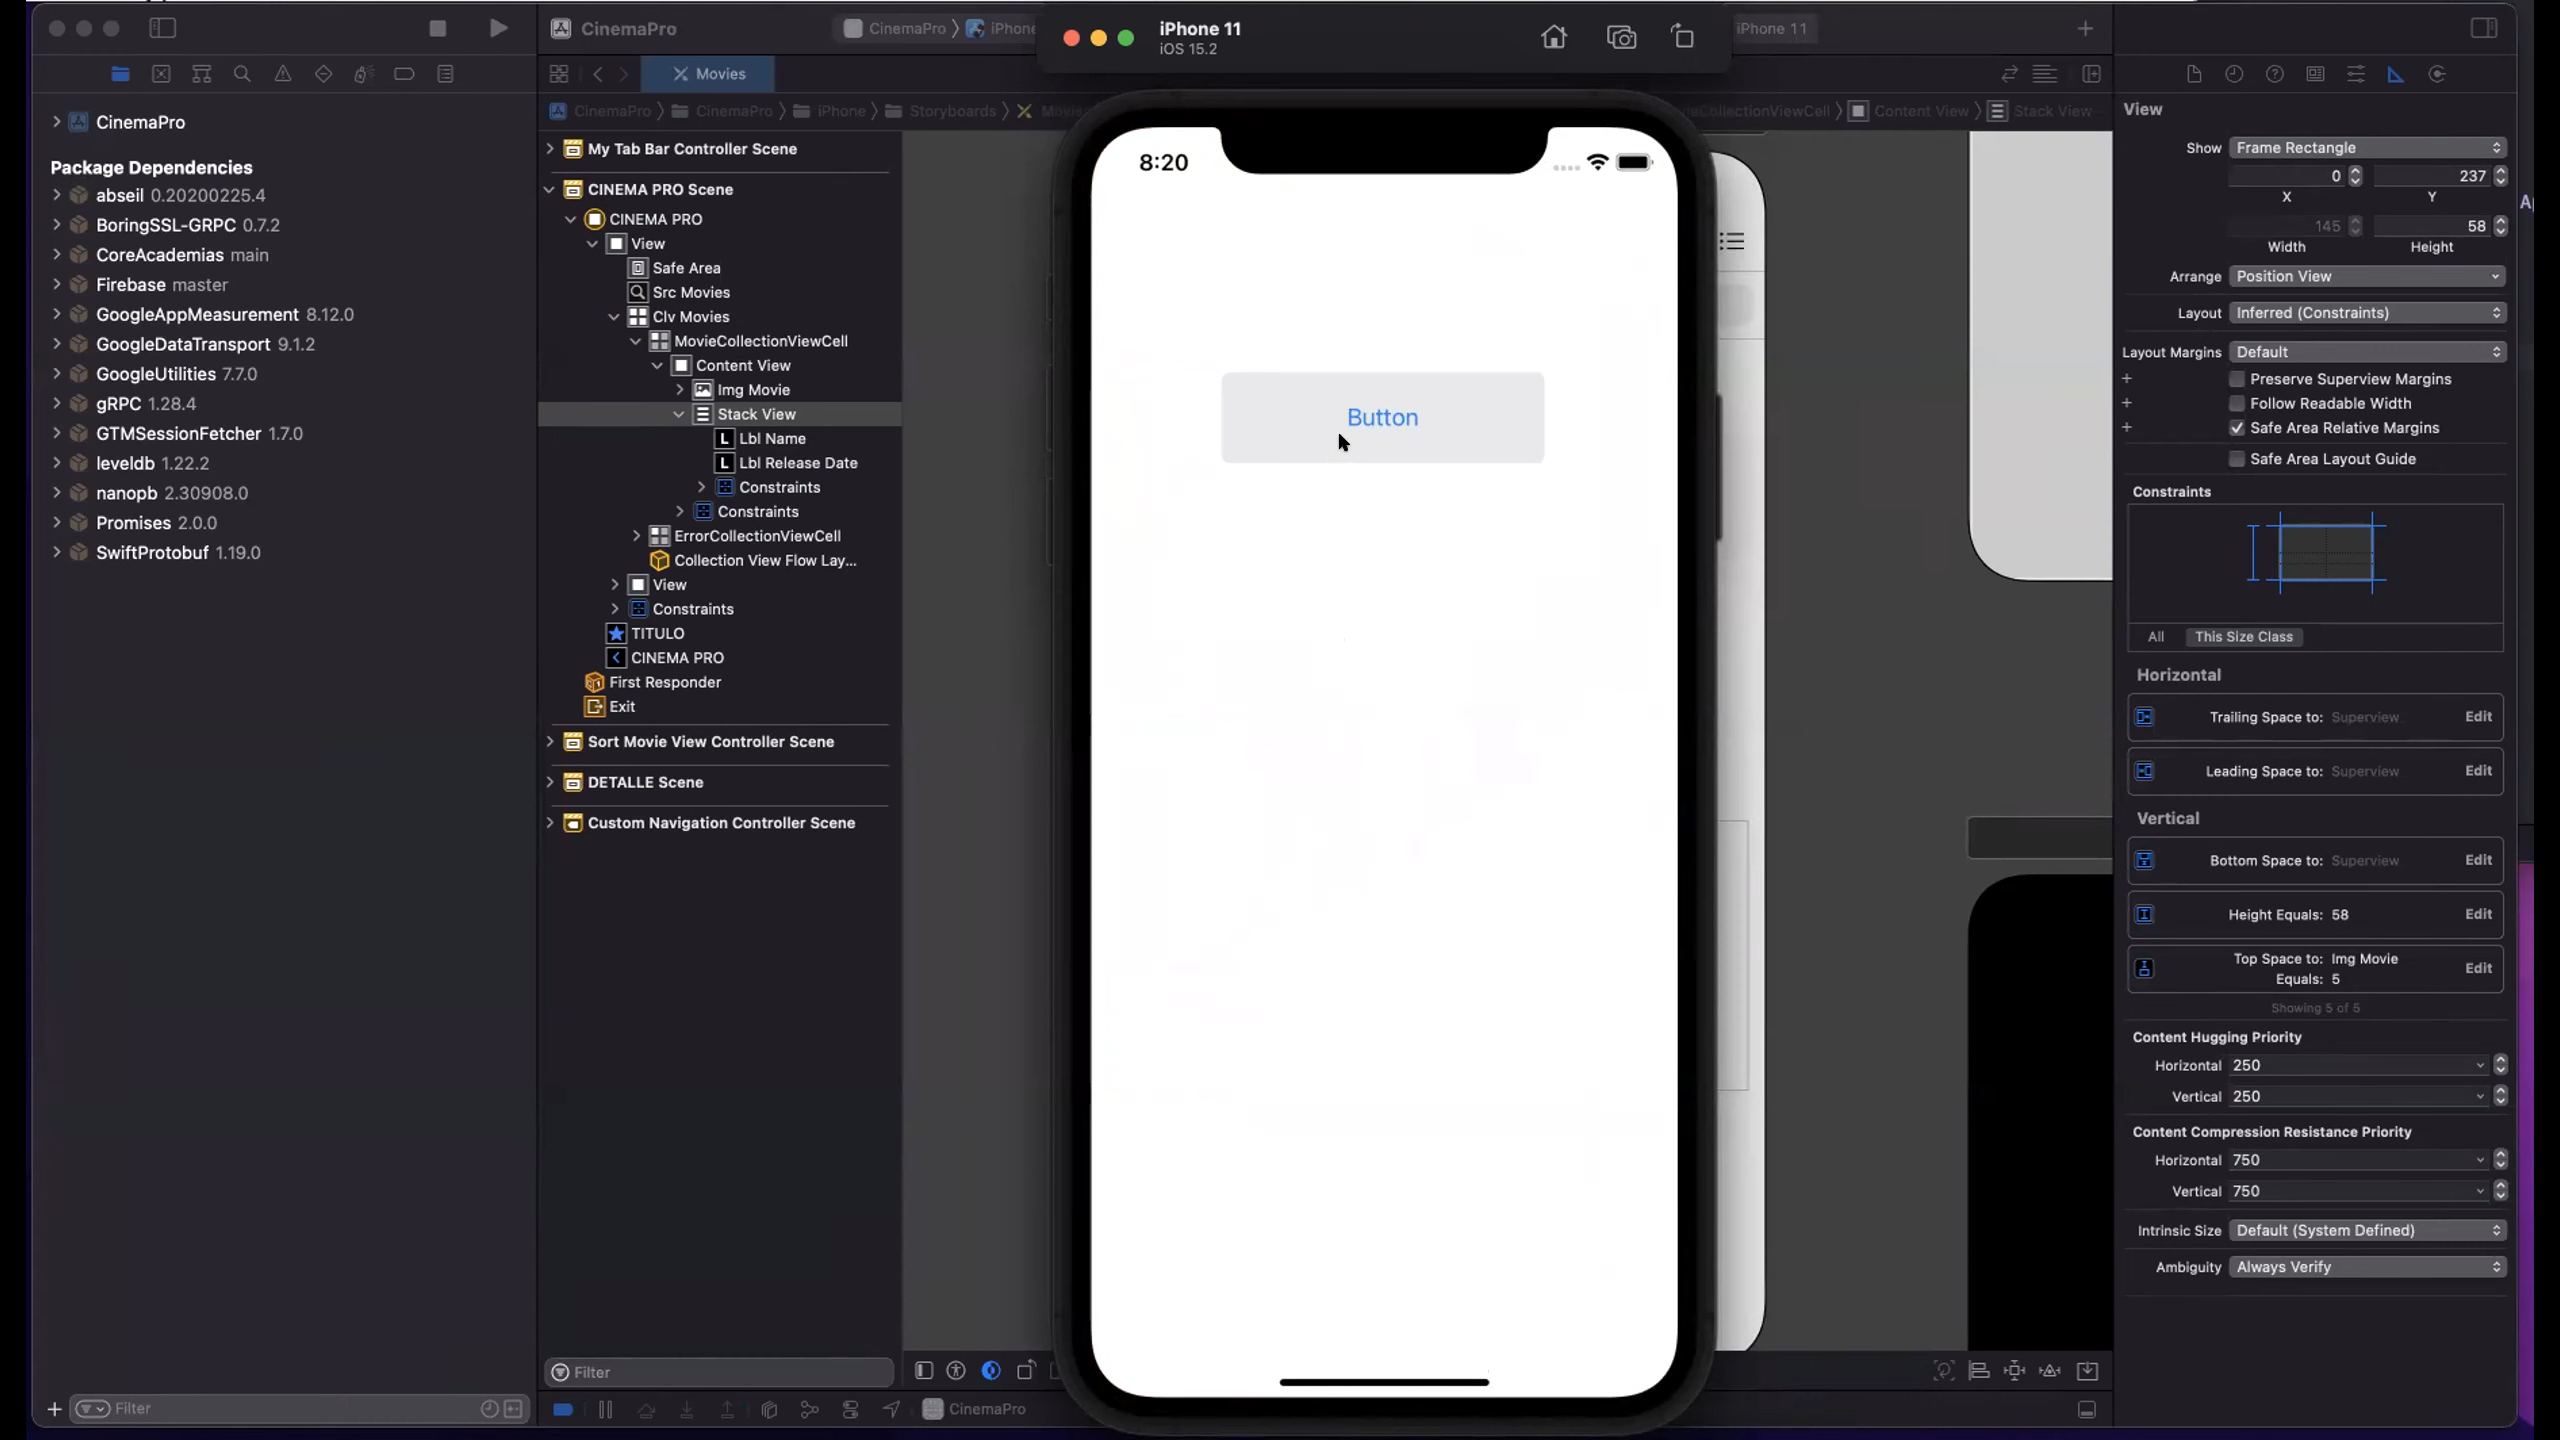 CinemaPro
CinemaPro
iPhone
iPhone 11
iOS 15.2
iPhone 11
Movies
CinemaPro
CinemaPro
iPhone
Storyboards
Content View
Stack View
CinemaPro
Package Dependencies
abseil 0.20200225.4
BoringSSL-GRPC 0.7.2
CoreAcademias main
Firebase master
GoogleAppMeasurement 8.12.0
GoogleDataTransport 9.1.2
GoogleUtilities 7.7.0
gRPC 1.28.4
GTMSessionFetcher 1.7.0
leveldb 1.22.2
nanopb 2.30908.0
Promises 2.0.0
SwiftProtobuf 1.19.0
Filter
My Tab Bar Controller Scene
CINEMA PRO Scene
CINEMA PRO
View
Safe Area
Src Movies
Clv Movies
MovieCollectionViewCell
Content View
Img Movie
Stack View
L Lbl Name
L Lbl Release Date
Constraints
Constraints
ErrorCollectionViewCell
Collection View Flow Lay...
View
Constraints
TITULO
CINEMA PRO
First Responder
Exit
Sort Movie View Controller Scene
DETALLE Scene
Custom Navigation Controller Scene
Filter
CinemaPro
8:20
Button
View
Show Frame Rectangle
0 237
X Y
145 58
Width Height
Arrange Position View
Layout Inferred (Constraints)
Layout Margins Default
Preserve Superview Margins
Follow Readable Width
Safe Area Relative Margins
Safe Area Layout Guide
Constraints
All This Size Class
Horizontal
Trailing Space to: Superview Edit
Leading Space to: Superview Edit
Vertical
Bottom Space to: Superview Edit
Height Equals: 58 Edit
Top Space to: Img Movie
Equals: 5 Edit
Showing 5 of 5
Content Hugging Priority
Horizontal 250
Vertical 250
Content Compression Resistance Priority
Horizontal 750
Vertical 750
Intrinsic Size Default (System Defined)
Ambiguity Always Verify